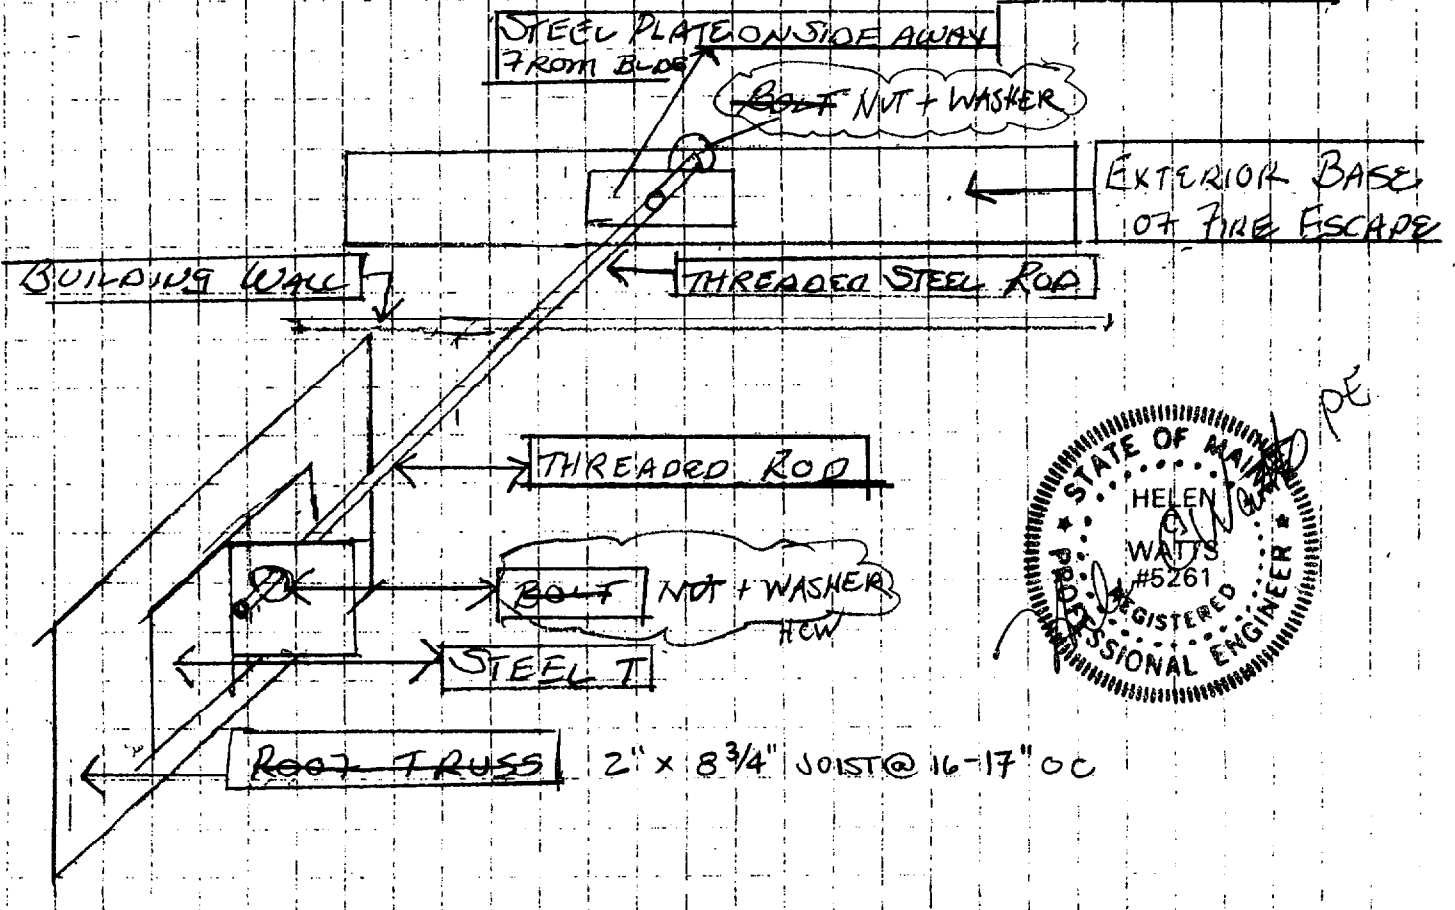 STEEL PLATE ON SIDE AWAY
FROM BLDG
BOLT NUT + WASHER
EXTERIOR BASE
OF FIRE ESCAPE
BUILDING WALL
THREADED STEEL ROD
THREADED ROD
BOLT NUT + WASHER
HCW
STEEL T
ROOF TRUSS 2" x 8 3/4" JOIST @ 16-17" OC
PE
STATE OF MAINE
HELEN
C.
WATTS
#5261
REGISTERED
PROFESSIONAL ENGINEER